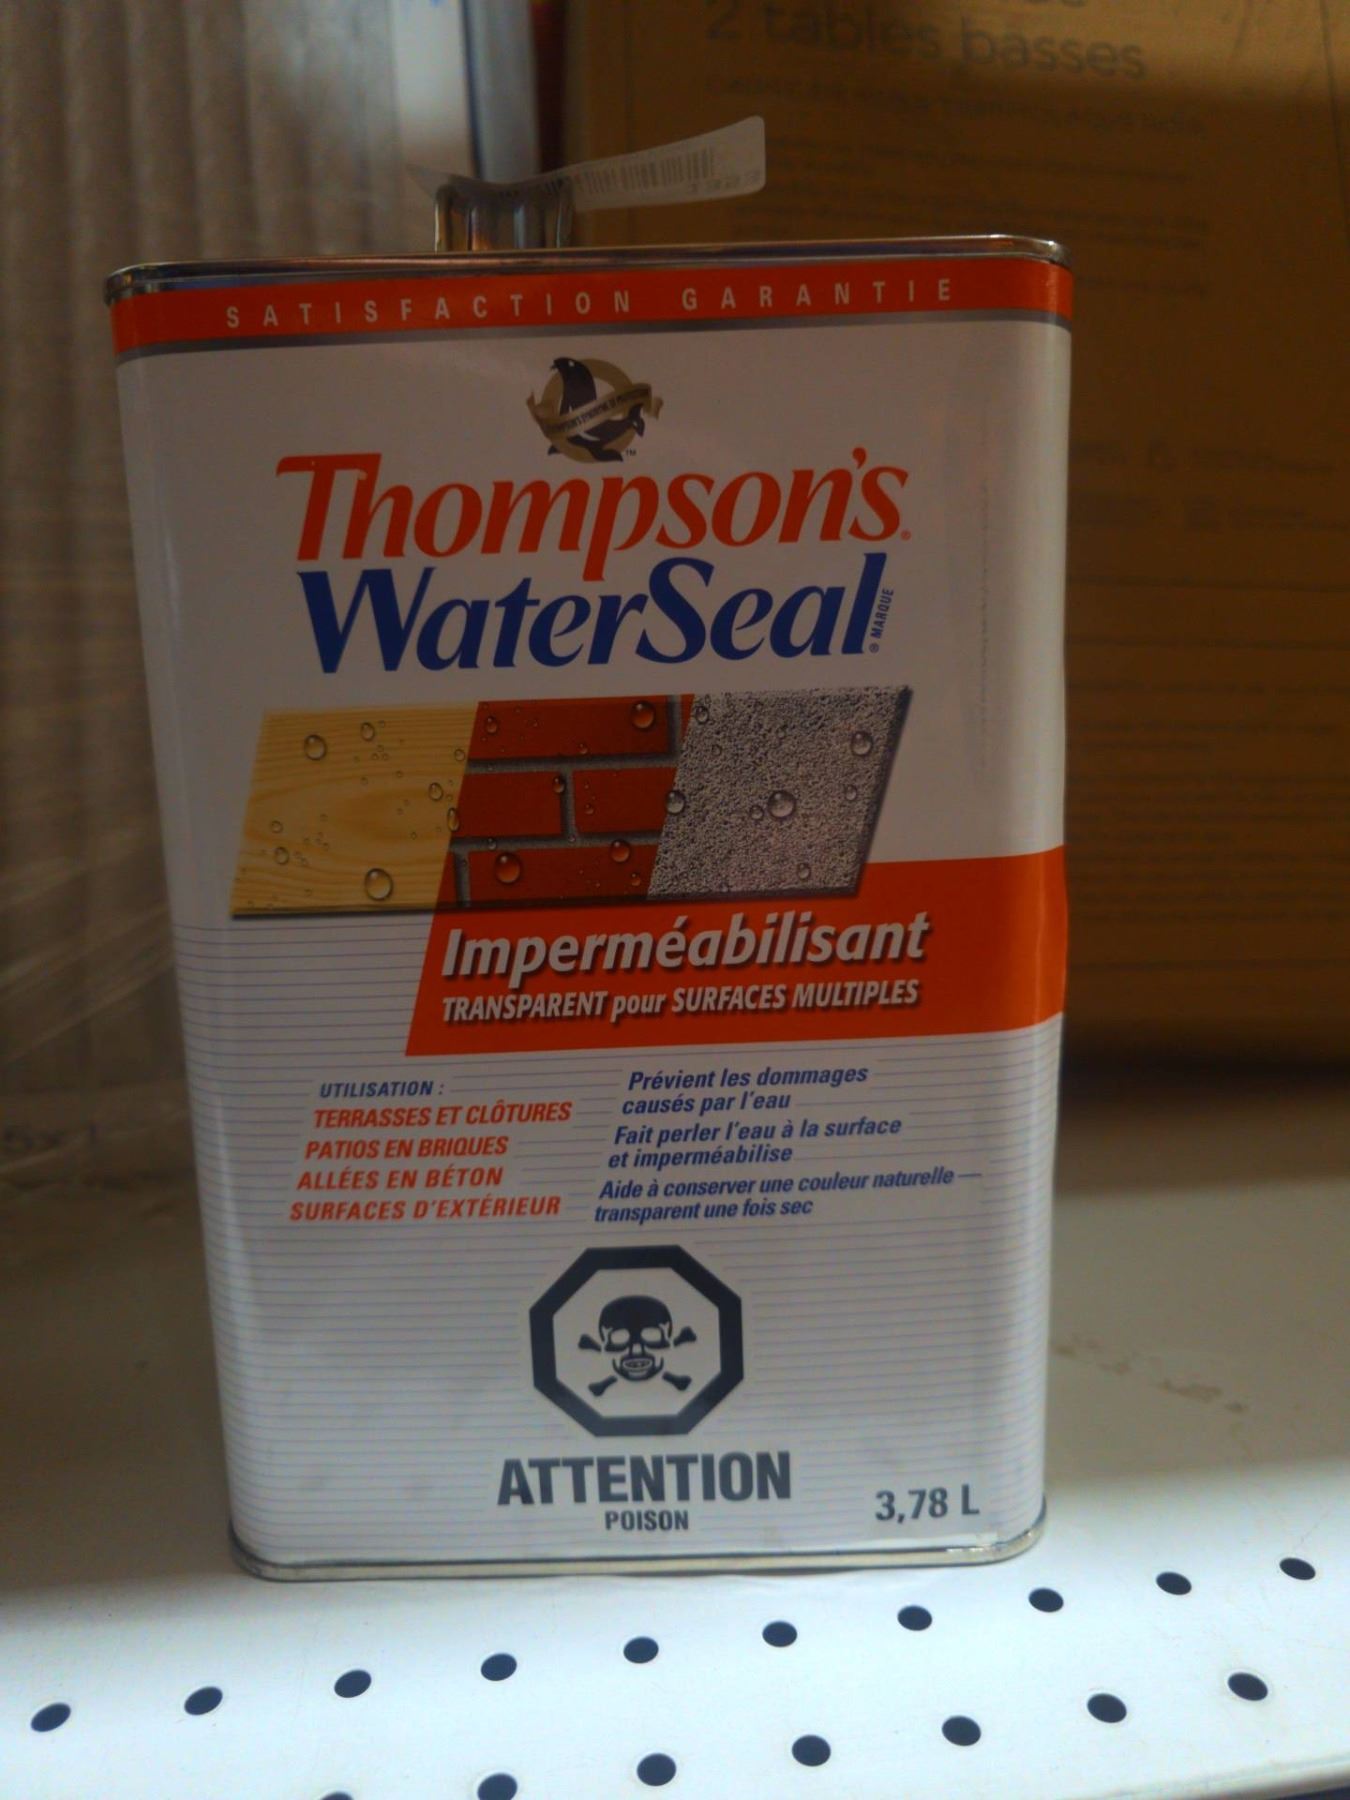 2 tables basses
SATISFACTION GARANTIE
Thompson's®
WaterSeal® MARQUE
Imperméabilisant
TRANSPARENT pour SURFACES MULTIPLES
UTILISATION :
TERRASSES ET CLÔTURES
PATIOS EN BRIQUES
ALLÉES EN BÉTON
SURFACES D'EXTÉRIEUR
Prévient les dommages
causés par l'eau
Fait perler l'eau à la surface
et imperméabilise
Aide à conserver une couleur naturelle —
transparent une fois sec
ATTENTION
POISON
3,78 L